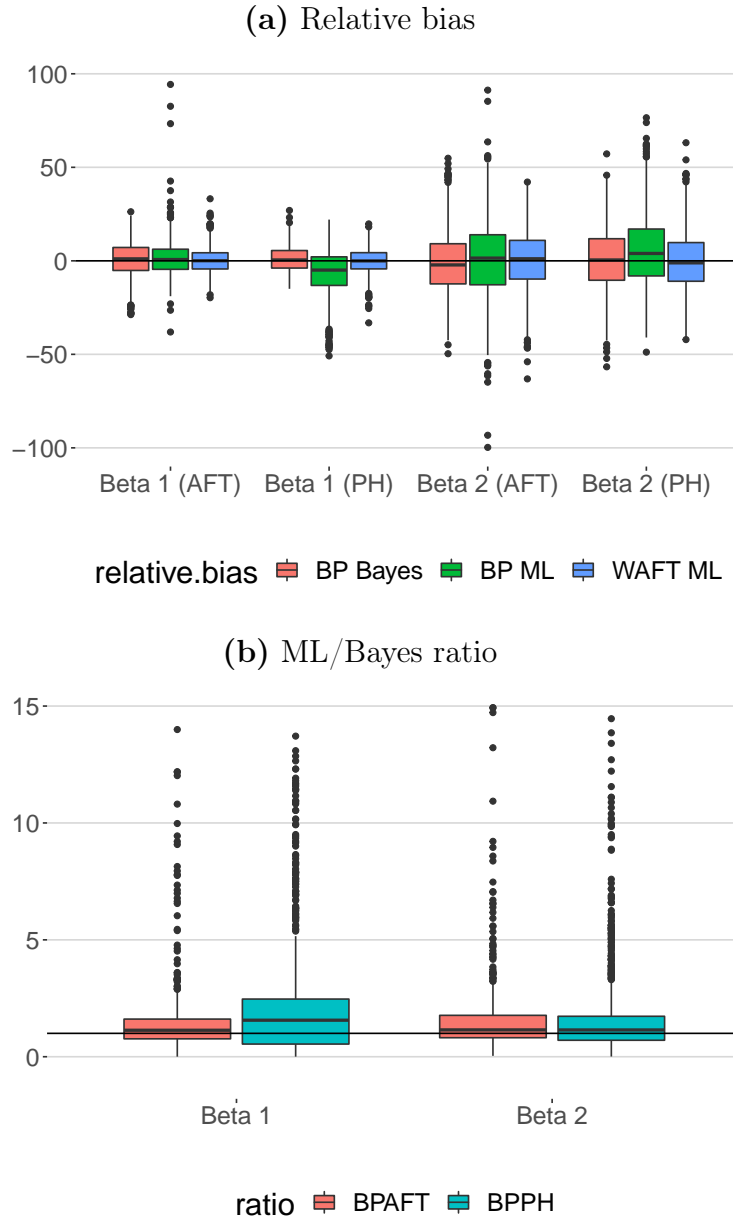 (a) Relative bias
100
50
0
−50
−100
Beta 1 (AFT) Beta 1 (PH) Beta 2 (AFT) Beta 2 (PH)
relative.bias BP Bayes BP ML WAFT ML
(b) ML/Bayes ratio
15
10
5
0
Beta 1 Beta 2
ratio BPAFT BPPH